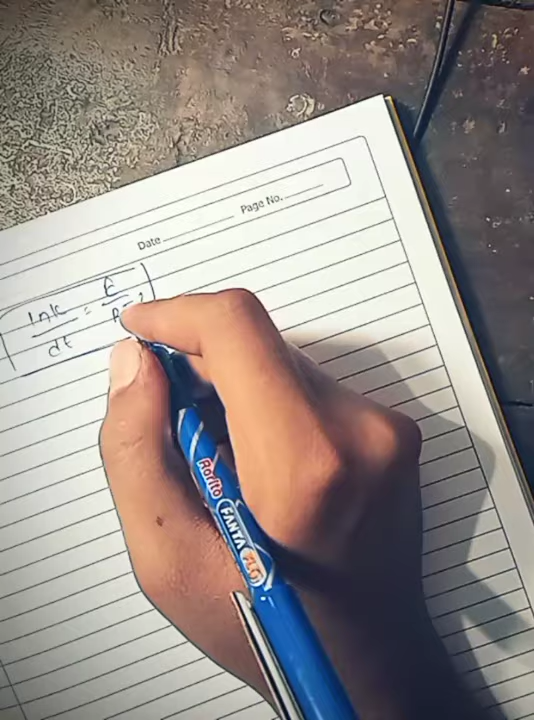 Date
Page No.
lnk = E
dt
Rorito
FANTA